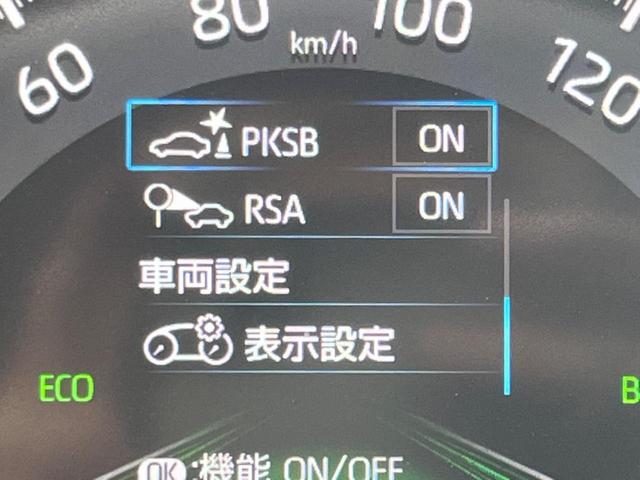 60 80 100 120
km/h
PKSB ON
RSA ON
車両設定
表示設定
ECO B
OK:機能 ON/OFF